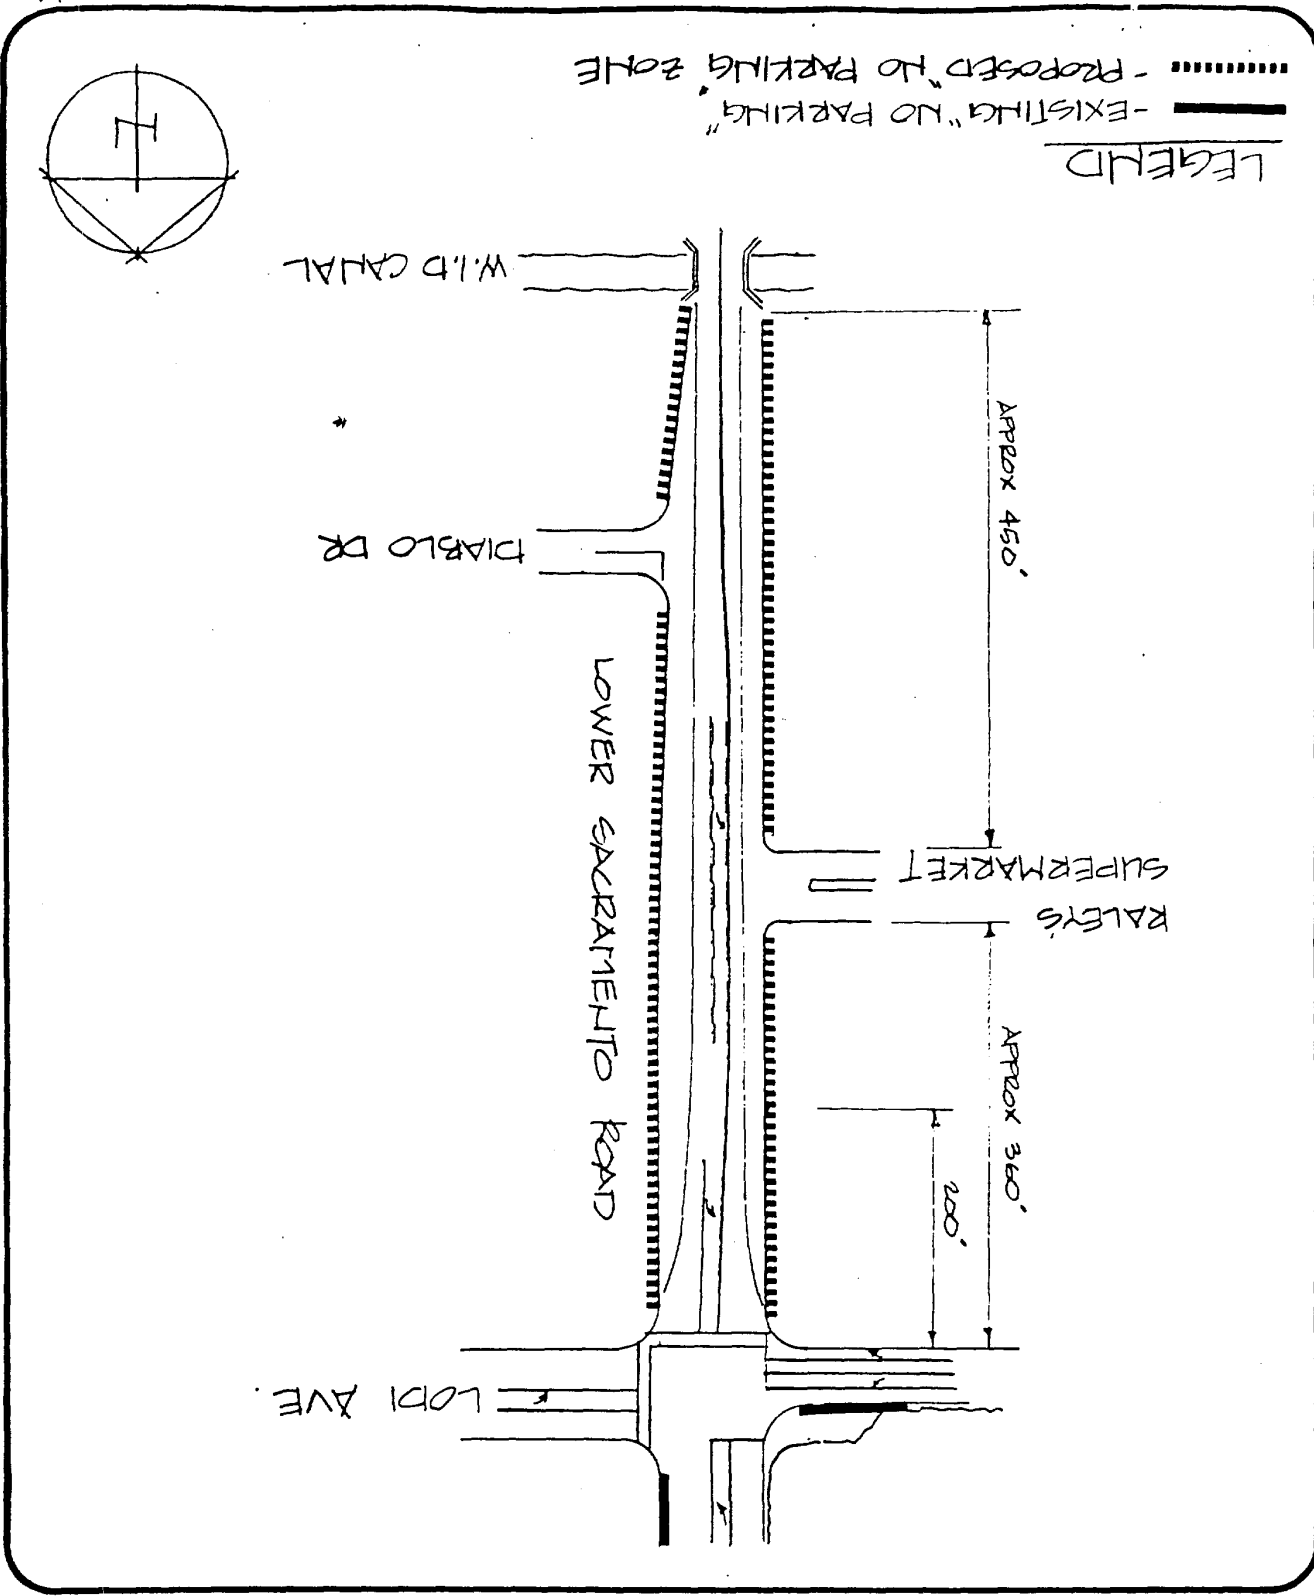 LODI AVE.
200'
APPROX 360'
LOWER SACRAMENTO ROAD
RALEY'S
SUPERMARKET
DIABLO DR
APPROX 450'
W.I.D CANAL
N
LEGEND
-EXISTING "NO PARKING"
-PROPOSED "NO PARKING" ZONE